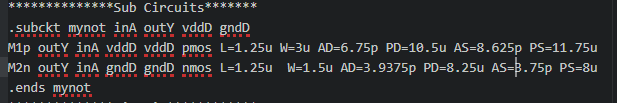 **************Sub Circuits*******
.subckt mynot inA outY vddD gndD
M1p outY inA vddD vddD pmos L=1.25u W=3u AD=6.75p PD=10.5u AS=8.625p PS=11.75u
M2n outY inA gndD gndD nmos L=1.25u  W=1.5u AD=3.9375p PD=8.25u AS=3.75p PS=8u
.ends mynot